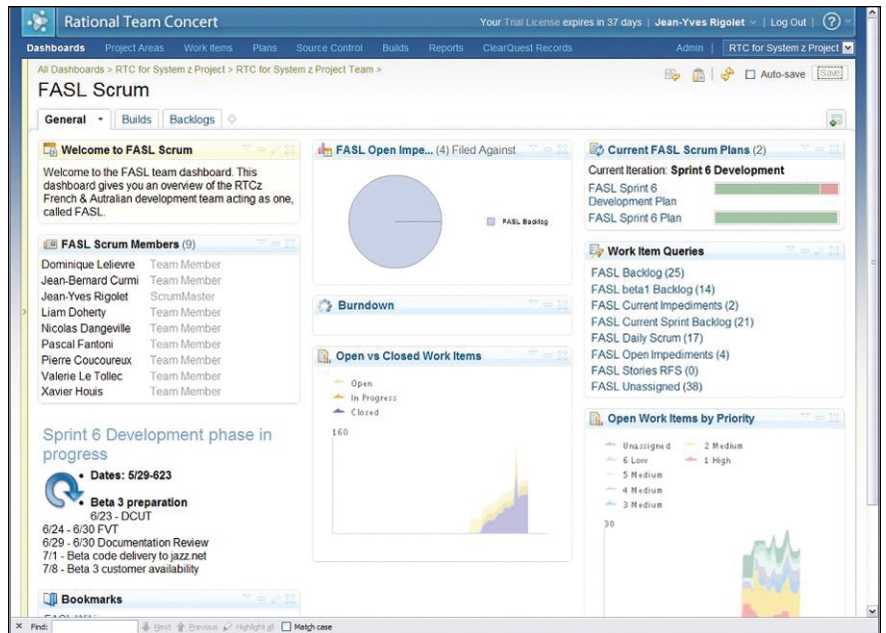 Rational Team Concert
Your Trial License expires in 37 days | Jean-Yves Rigolet | Log Out |
Dashboards Project Areas Work Items Plans Source Control Builds Reports ClearQuest Records Admin | RTC for System z Project
All Dashboards > RTC for System z Project > RTC for System z Project Team >
FASL Scrum
Auto-save Save
General Builds Backlogs
Welcome to FASL Scrum
Welcome to the FASL team dashboard. This
dashboard gives you an overview of the RTCz
French & Autralian development team acting as one,
called FASL.
FASL Scrum Members (9)
Dominique Lelievre Team Member
Jean-Bernard Curmi Team Member
Jean-Yves Rigolet ScrumMaster
Liam Doherty Team Member
Nicolas Dangeville Team Member
Pascal Fantoni Team Member
Pierre Coucoureux Team Member
Valerie Le Tollec Team Member
Xavier Houis Team Member
Sprint 6 Development phase in
progress
• Dates: 5/29-623
• Beta 3 preparation
6/23 - DCUT
6/24 - 6/30 FVT
6/29 - 6/30 Documentation Review
7/1 - Beta code delivery to jazz.net
7/8 - Beta 3 customer availability
Bookmarks
FASL Open Impe... (4) Filed Against
FASL Backlog
Burndown
Open vs Closed Work Items
Open
In Progress
Closed
160
Current FASL Scrum Plans (2)
Current Iteration: Sprint 6 Development
FASL Sprint 6
Development Plan
FASL Sprint 6 Plan
Work Item Queries
FASL Backlog (25)
FASL beta1 Backlog (14)
FASL Current Impediments (2)
FASL Current Sprint Backlog (21)
FASL Daily Scrum (17)
FASL Open Impediments (4)
FASL Stories RFS (0)
FASL Unassigned (38)
Open Work Items by Priority
Unassigned 2 Medium
6 Low 1 High
5 Medium
4 Medium
3 Medium
30
Find: Next Previous Highlight all Match case